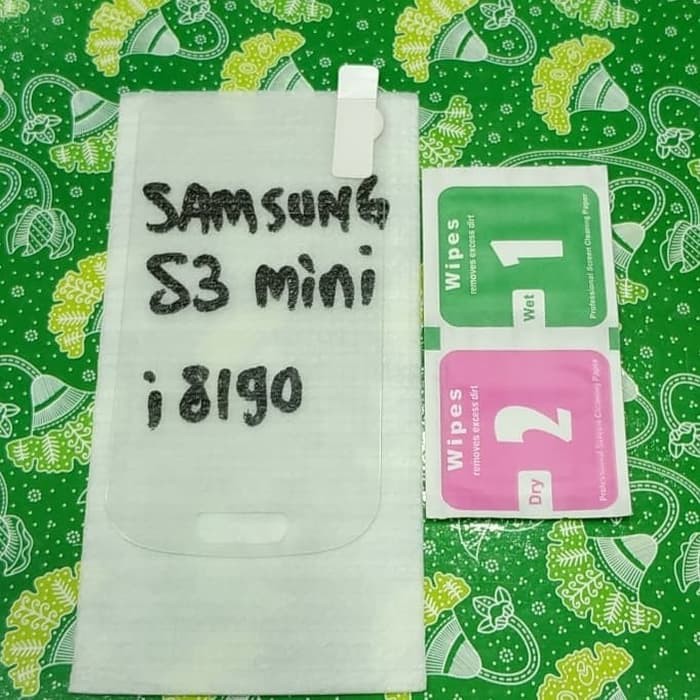 SAMSUNG
S3 mini
i8190
Wipes
removes excess dirt
1
Wet
Professional Screen Cleaning Paper
Wipes
removes excess dirt
2
Dry
Professional Screen Cleaning Paper